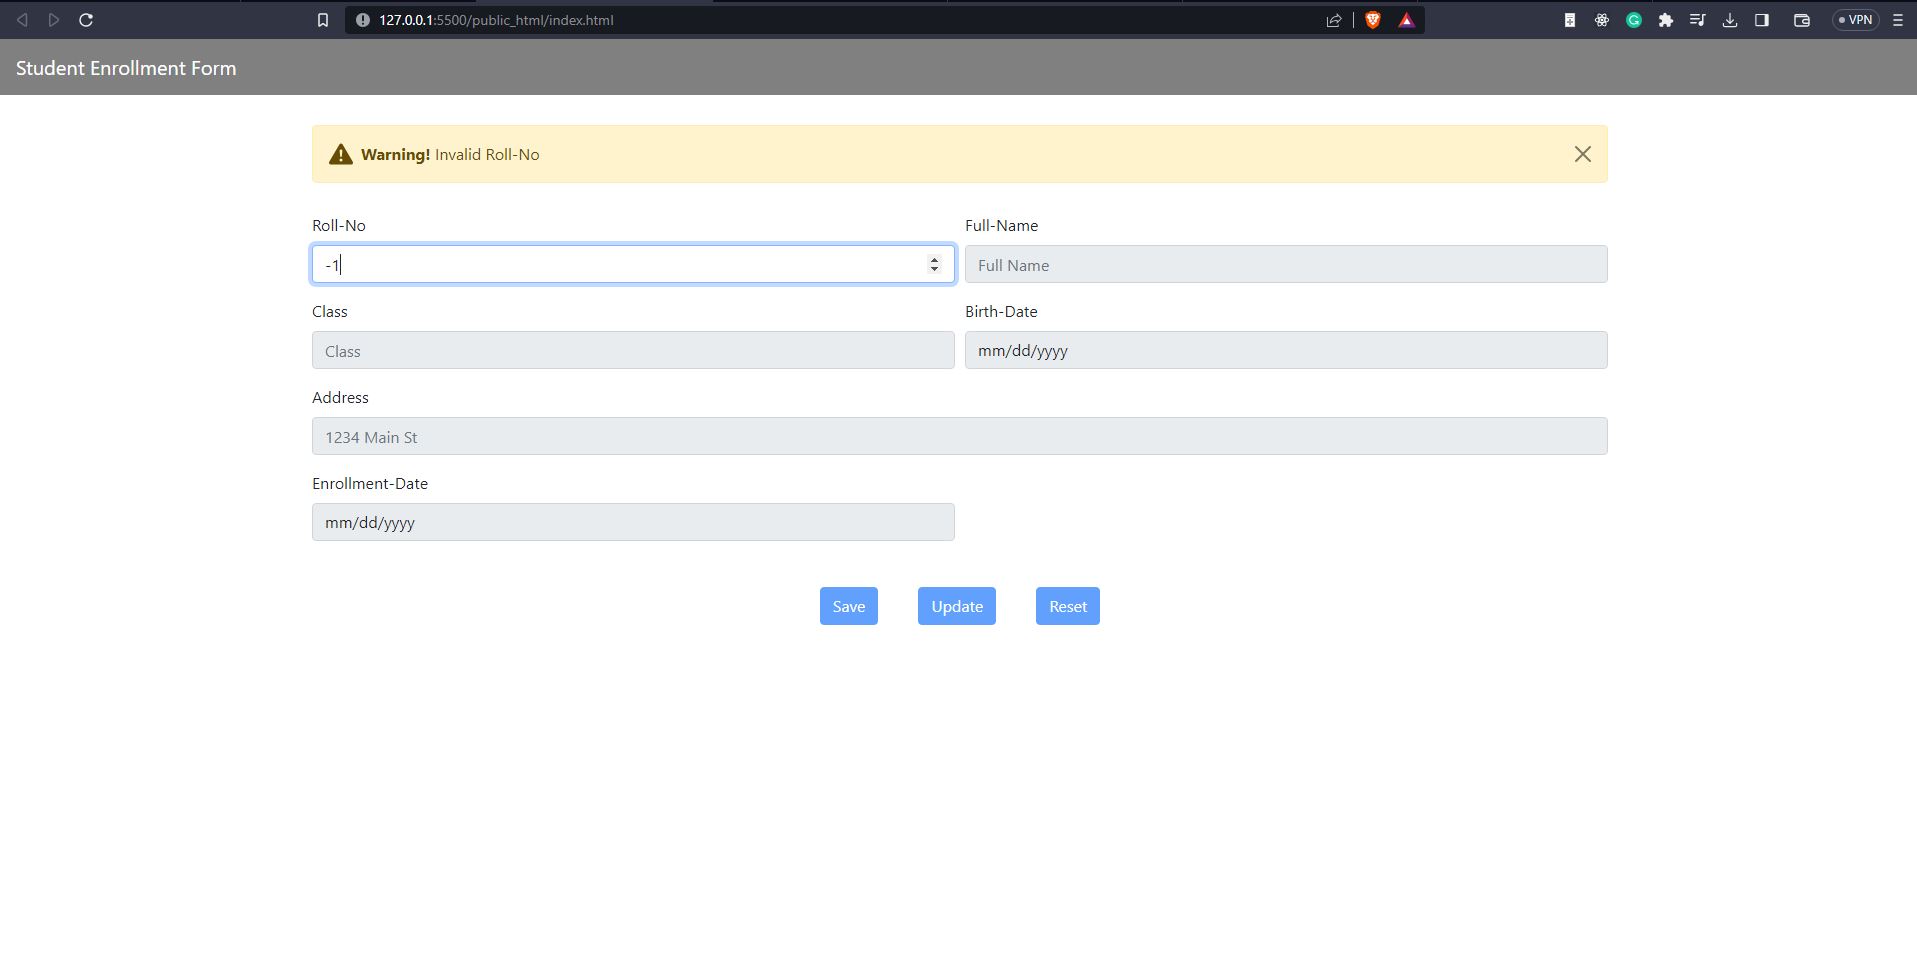 127.0.0.1:5500/public_html/index.html
VPN
Student Enrollment Form
Warning! Invalid Roll-No
Roll-No
Full-Name
-1
Full Name
Class
Birth-Date
Class
mm/dd/yyyy
Address
1234 Main St
Enrollment-Date
mm/dd/yyyy
Save
Update
Reset